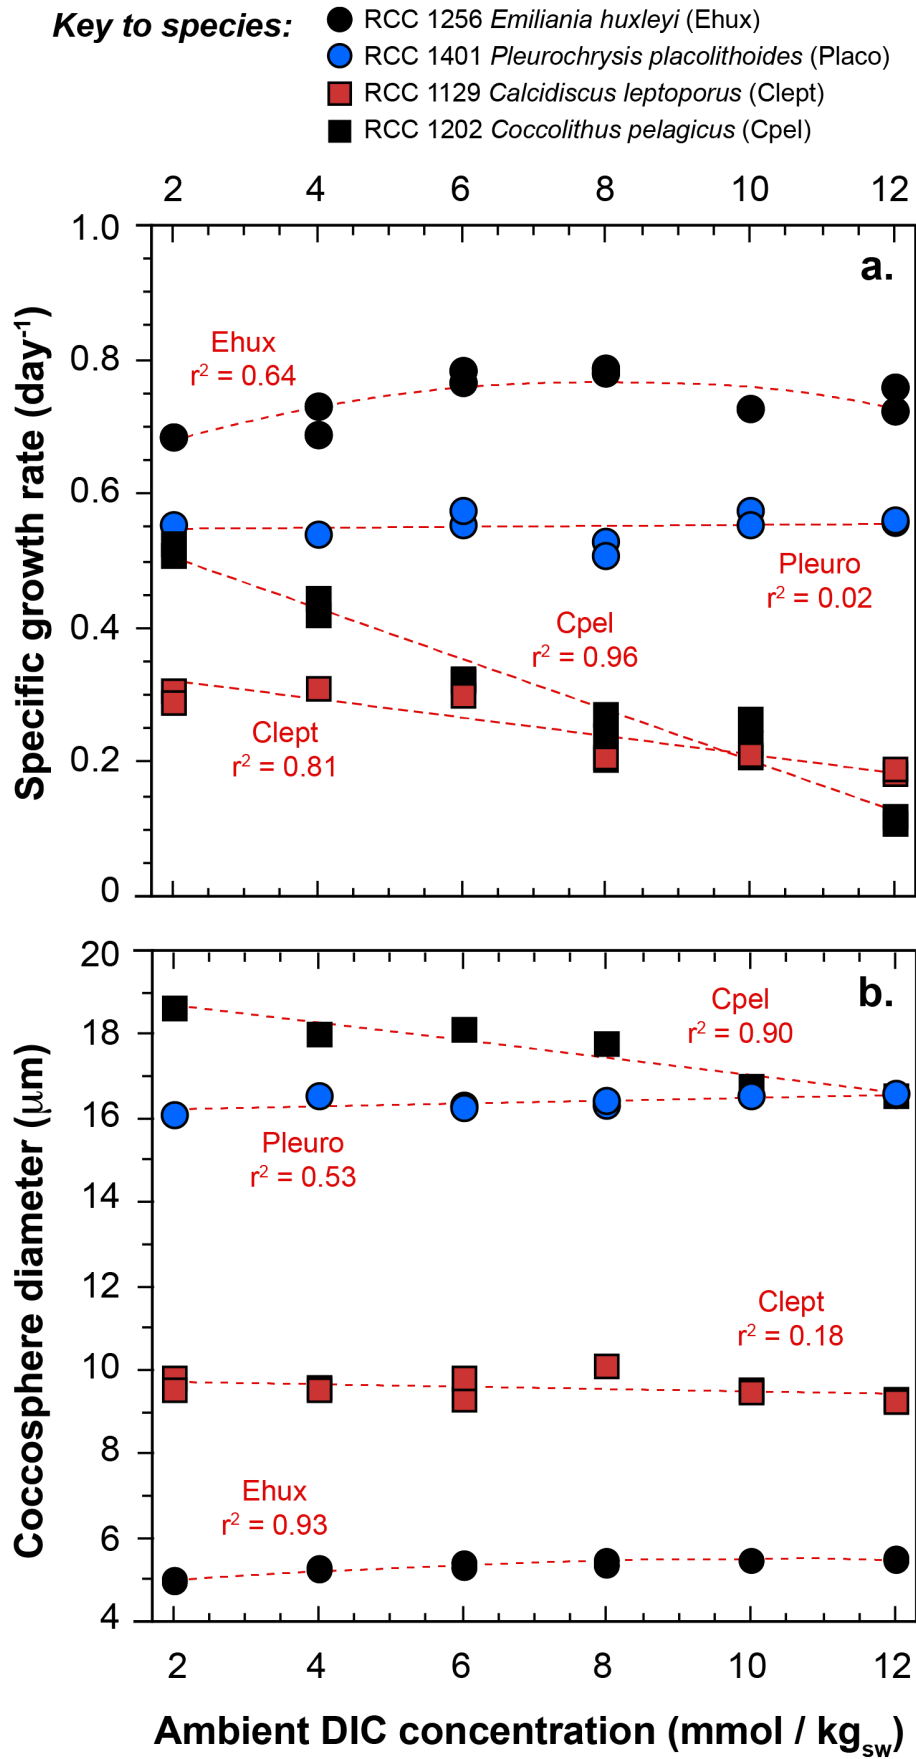 Key to species:
RCC 1256 Emiliania huxleyi (Ehux)
RCC 1401 Pleurochrysis placolithoides (Placo)
RCC 1129 Calcidiscus leptoporus (Clept)
RCC 1202 Coccolithus pelagicus (Cpel)
2 4 6 8 10 12
a.
Specific growth rate (day⁻¹)
1.0
0.8
0.6
0.4
0.2
0
Ehux
r² = 0.64
Pleuro
r² = 0.02
Cpel
r² = 0.96
Clept
r² = 0.81
b.
Coccosphere diameter (μm)
20
18
16
14
12
10
8
6
4
Cpel
r² = 0.90
Pleuro
r² = 0.53
Clept
r² = 0.18
Ehux
r² = 0.93
2 4 6 8 10 12
Ambient DIC concentration (mmol / kgsw)